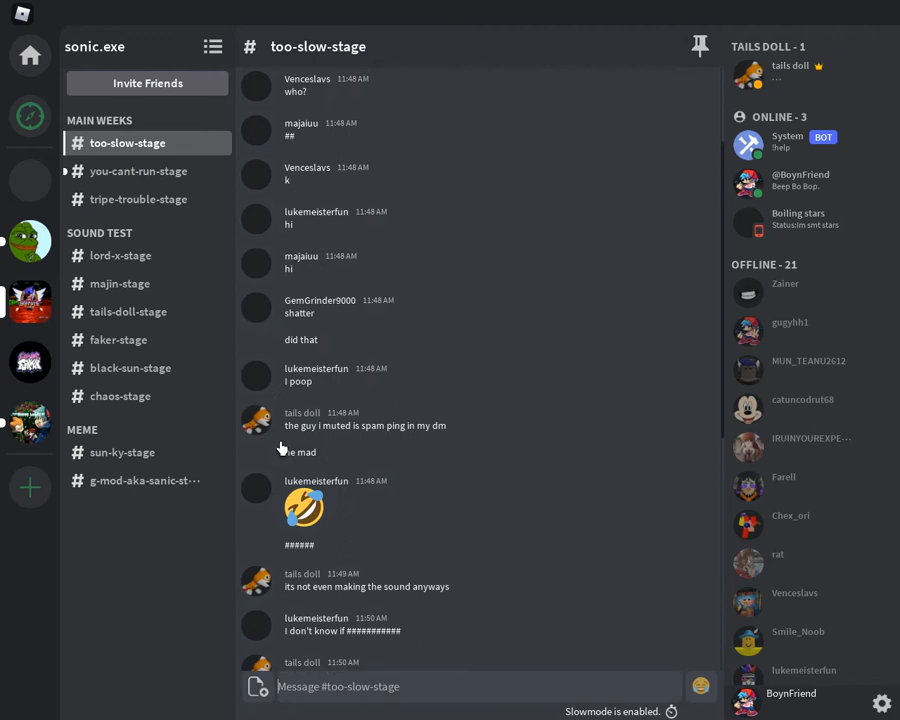 sonic.exe
Invite Friends
MAIN WEEKS
# too-slow-stage
# you-cant-run-stage
# tripe-trouble-stage
SOUND TEST
# lord-x-stage
# majin-stage
# tails-doll-stage
# faker-stage
# black-sun-stage
# chaos-stage
MEME
# sun-ky-stage
# g-mod-aka-sanic-st···
# too-slow-stage
Venceslavs 11:48 AM
who?
majaiuu 11:48 AM
##
Venceslavs 11:48 AM
k
lukemeisterfun 11:48 AM
hi
majaiuu 11:48 AM
hi
GemGrinder9000 11:48 AM
shatter
did that
lukemeisterfun 11:48 AM
I poop
tails doll 11:48 AM
the guy i muted is spam ping in my dm
mad
lukemeisterfun 11:48 AM
######
tails doll 11:49 AM
its not even making the sound anyways
lukemeisterfun 11:50 AM
I don't know if ###########
tails doll 11:50 AM
Message #too-slow-stage
Slowmode is enabled.
TAILS DOLL - 1
tails doll
...
ONLINE - 3
System BOT
!help
@BoynFriend
Beep Bo Bop.
Boiling stars
Status:Im smt stars
OFFLINE - 21
Zainer
gugyhh1
MUN_TEANU2612
catuncodrut68
IRUINYOUREXPE···
Farell
Chex_ori
rat
Venceslavs
Smile_Noob
lukemeisterfun
BoynFriend